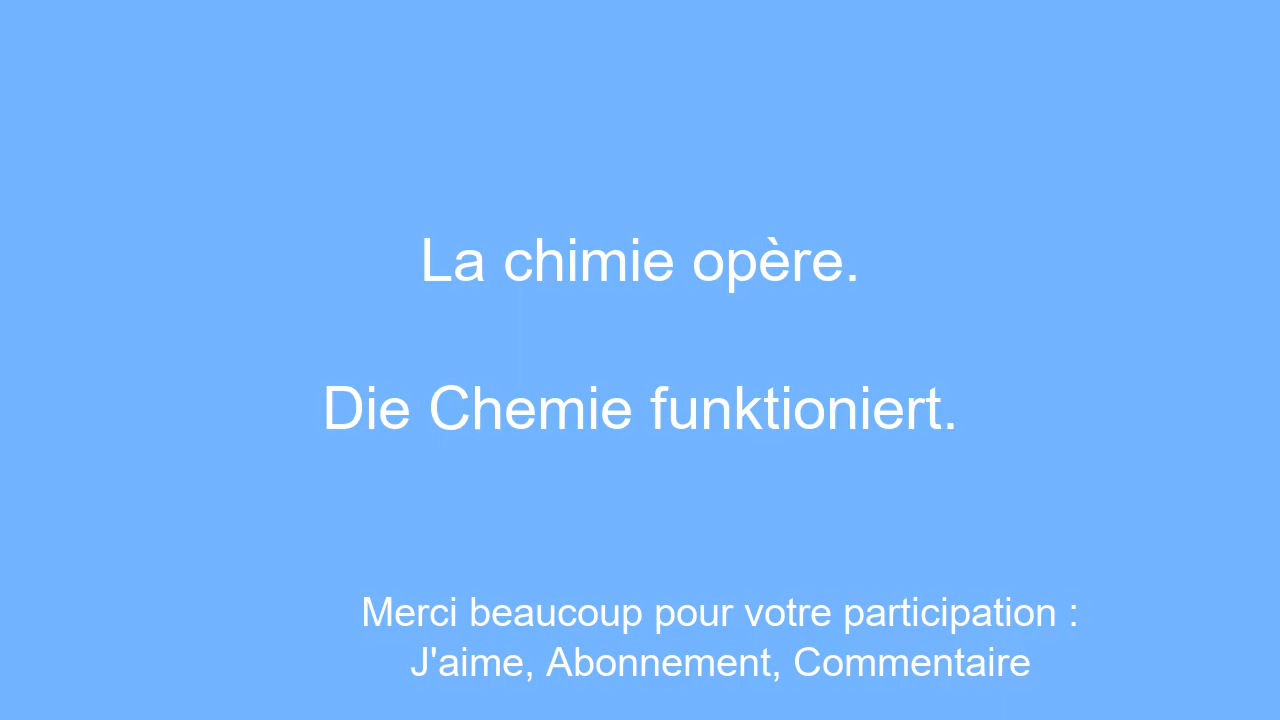 La chimie opère.
Die Chemie funktioniert.
Merci beaucoup pour votre participation :
J'aime, Abonnement, Commentaire